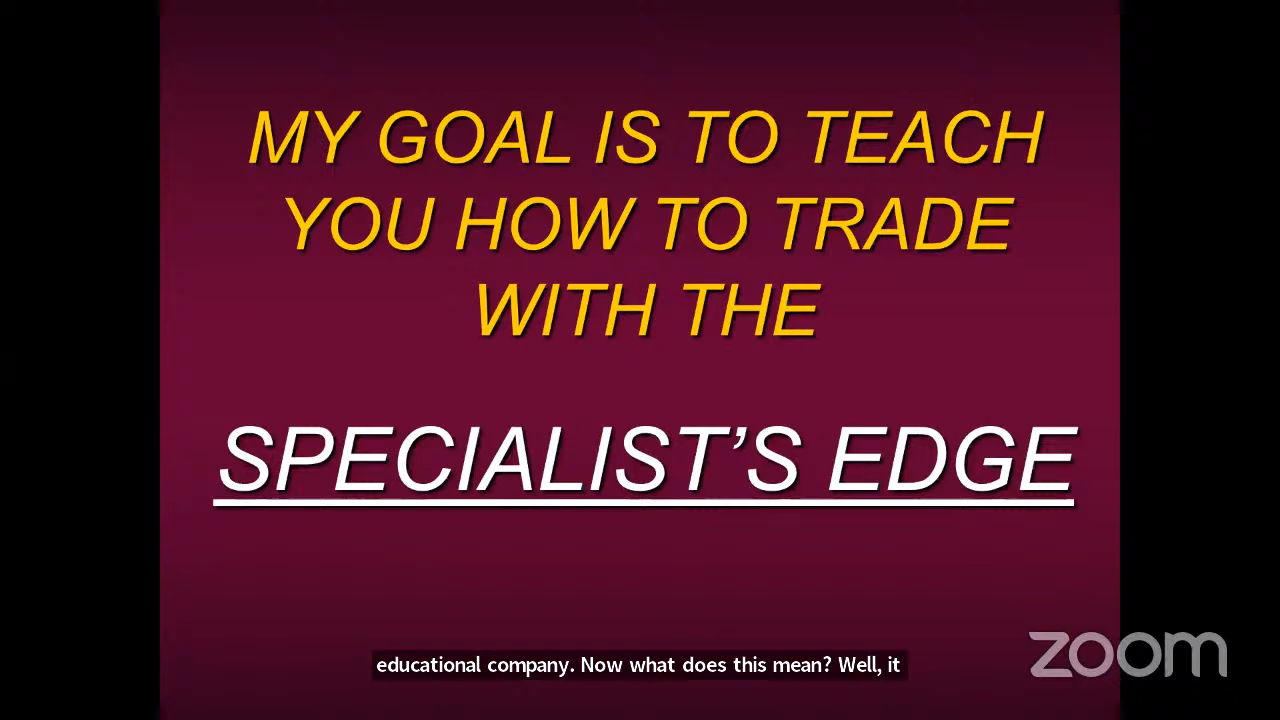 MY GOAL IS TO TEACH
YOU HOW TO TRADE
WITH THE
SPECIALIST’S EDGE
educational company. Now what does this mean? Well, it
zoom